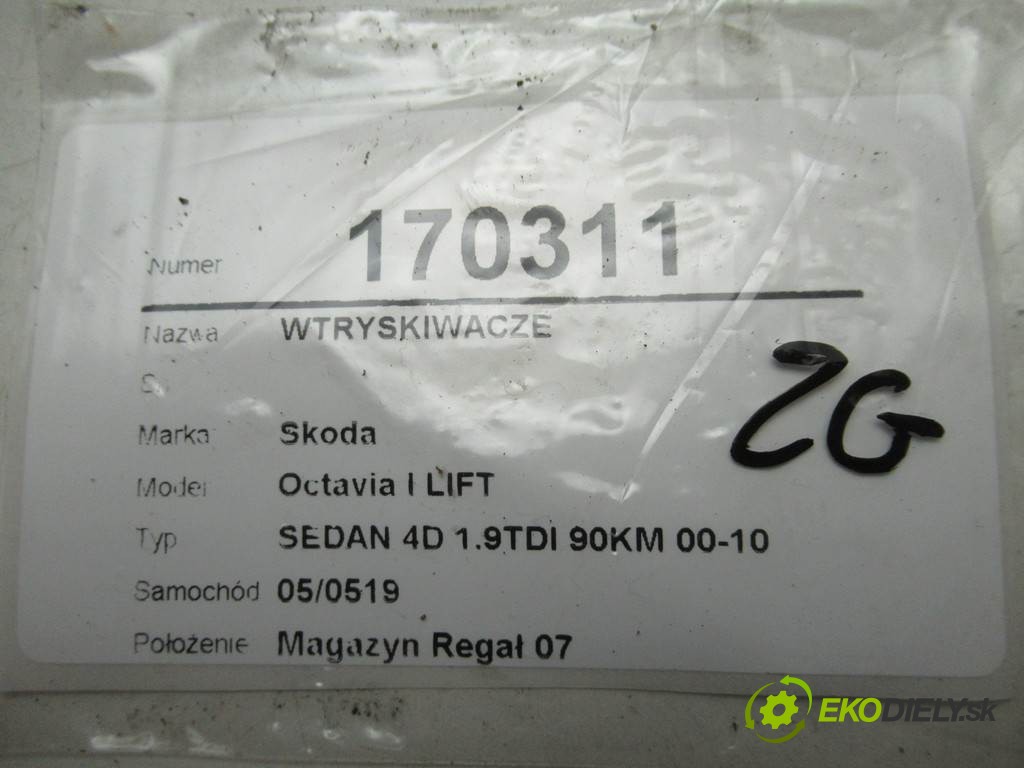 Numer 170311
Nazwa WTRYSKIWACZE
Marka Skoda
Model Octavia I LIFT
Typ SEDAN 4D 1.9TDI 90KM 00-10
Samochód 05/0519
Położenie Magazyn Regał 07
ZG
EKODIELY.sk